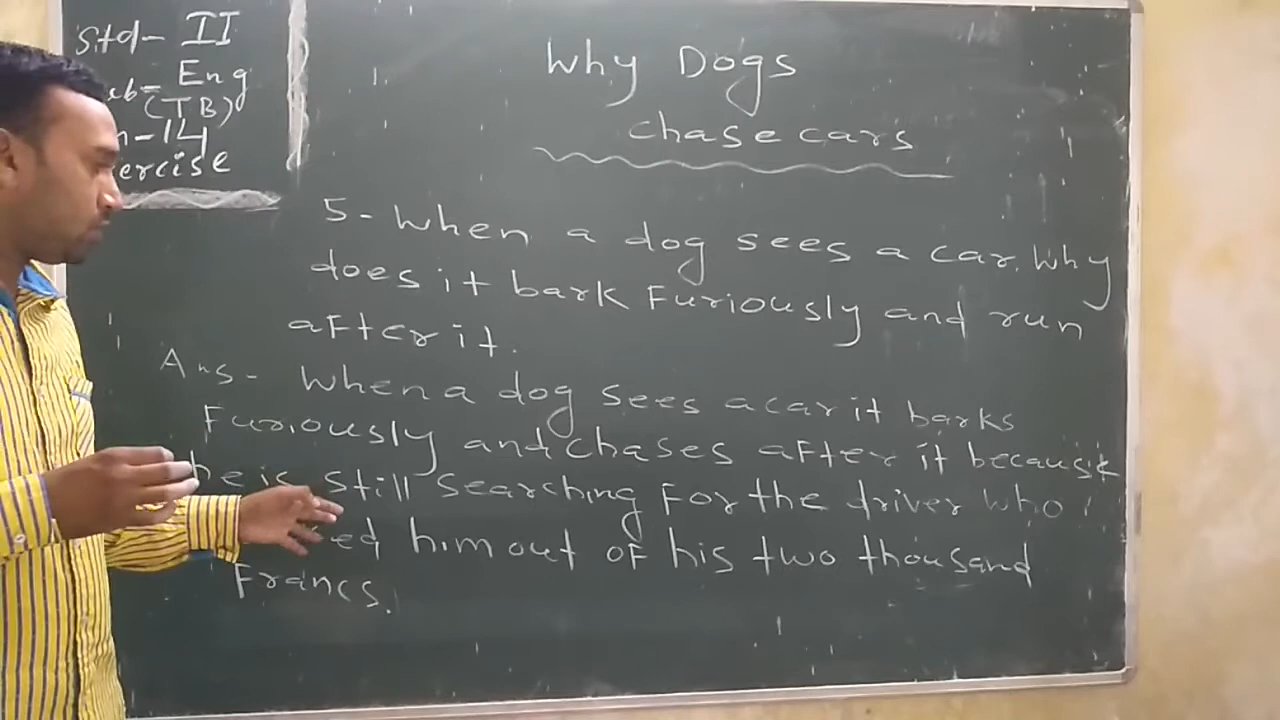 Std- II
Eng
(TB)
-14
Why Dogs
chase cars
5- When a dog sees a car. Why
does it bark Furiously and run
after it.
Ans- When a dog sees a car it barks
Furiously and chases after it because
he is still searching For the driver who
him out of his two thousand
Francs.